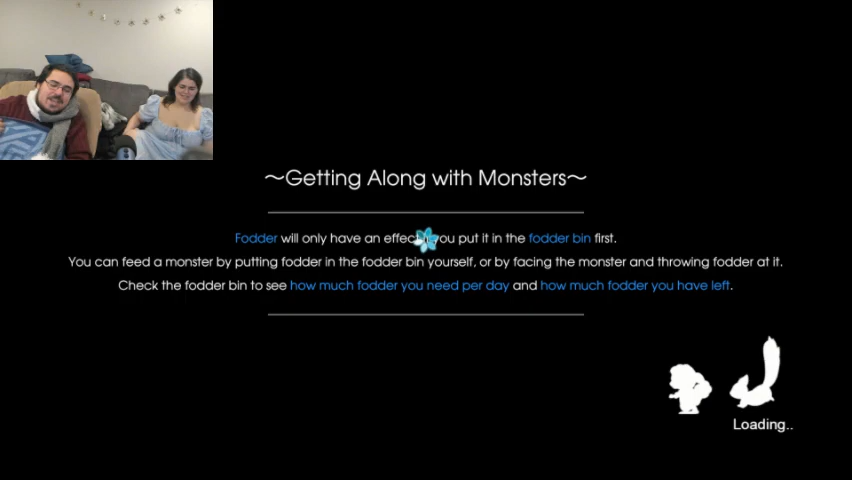 ～Getting Along with Monsters～
Fodder will only have an effect you put it in the fodder bin first.
You can feed a monster by putting fodder in the fodder bin yourself, or by facing the monster and throwing fodder at it.
Check the fodder bin to see how much fodder you need per day and how much fodder you have left.
Loading..